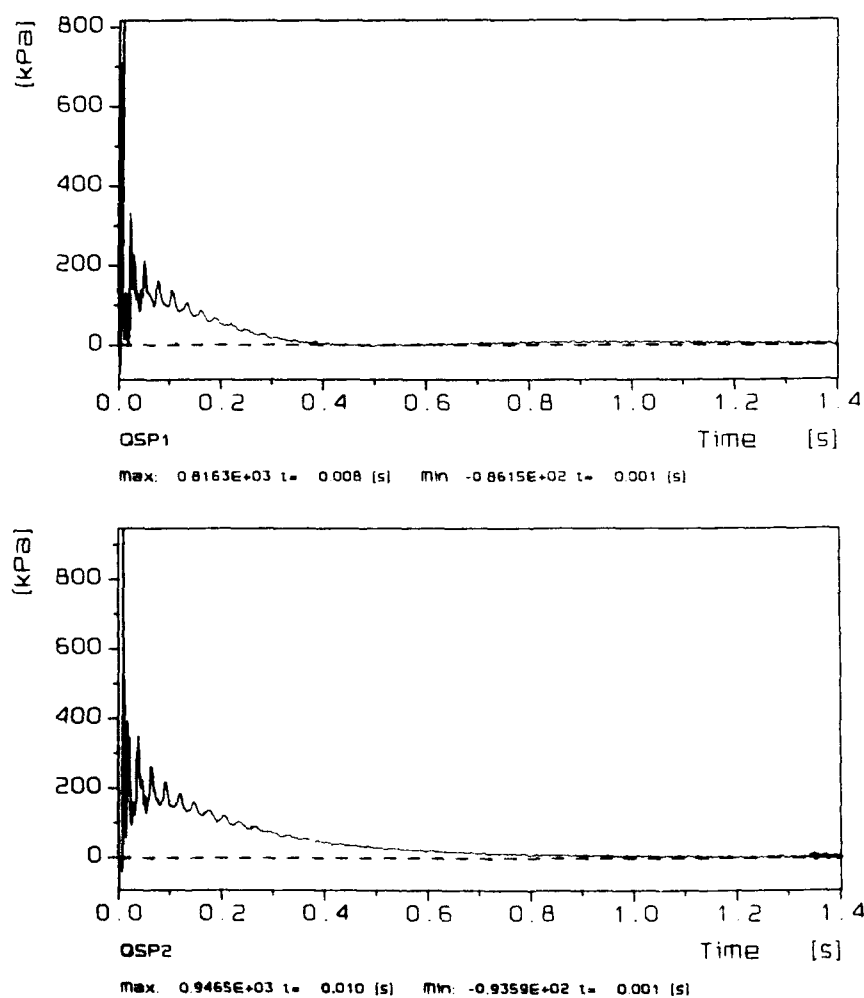 [kPa]
800
600
400
200
0
0.0 0.2 0.4 0.6 0.8 1.0 1.2 1.4
QSP1 Time [s]
Max: 0.8163E+03 t= 0.008 [s] Min -0.8615E+02 t= 0.001 [s]
[kPa]
800
600
400
200
0
0.0 0.2 0.4 0.6 0.8 1.0 1.2 1.4
QSP2 Time [s]
Max. 0.9465E+03 t= 0.010 [s] Min: -0.9359E+02 t= 0.001 [s]